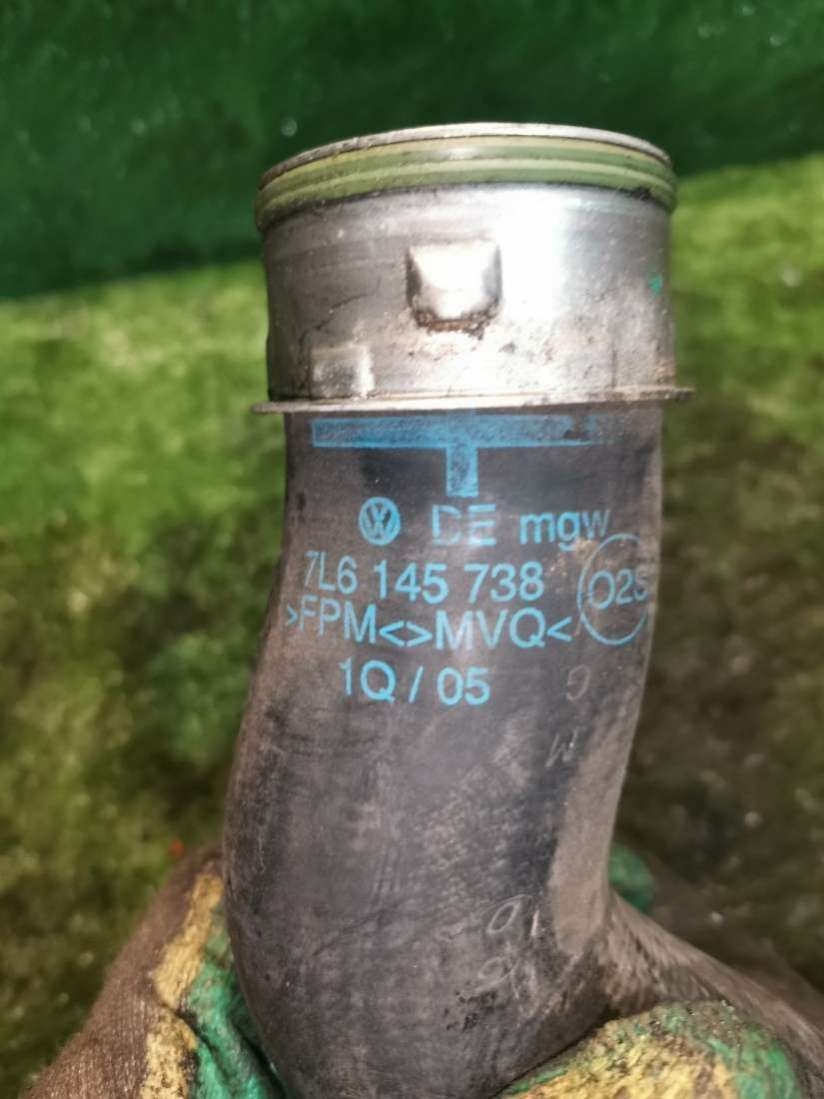 DE mgw
7L6 145 738
>FPM<>MVQ<
1Q / 05